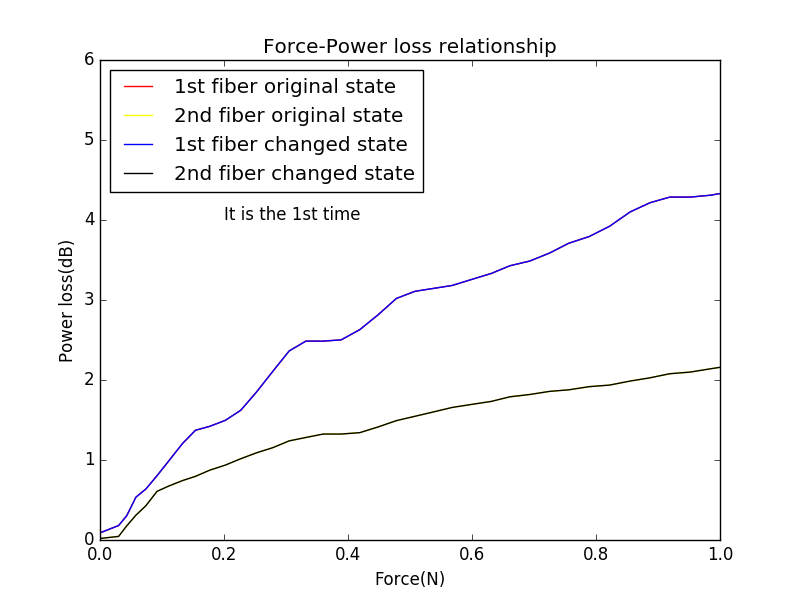 Force-Power loss relationship
1st fiber original state
2nd fiber original state
1st fiber changed state
2nd fiber changed state
It is the 1st time
Power loss(dB)
6
5
4
3
2
1
0
0.0 0.2 0.4 0.6 0.8 1.0
Force(N)